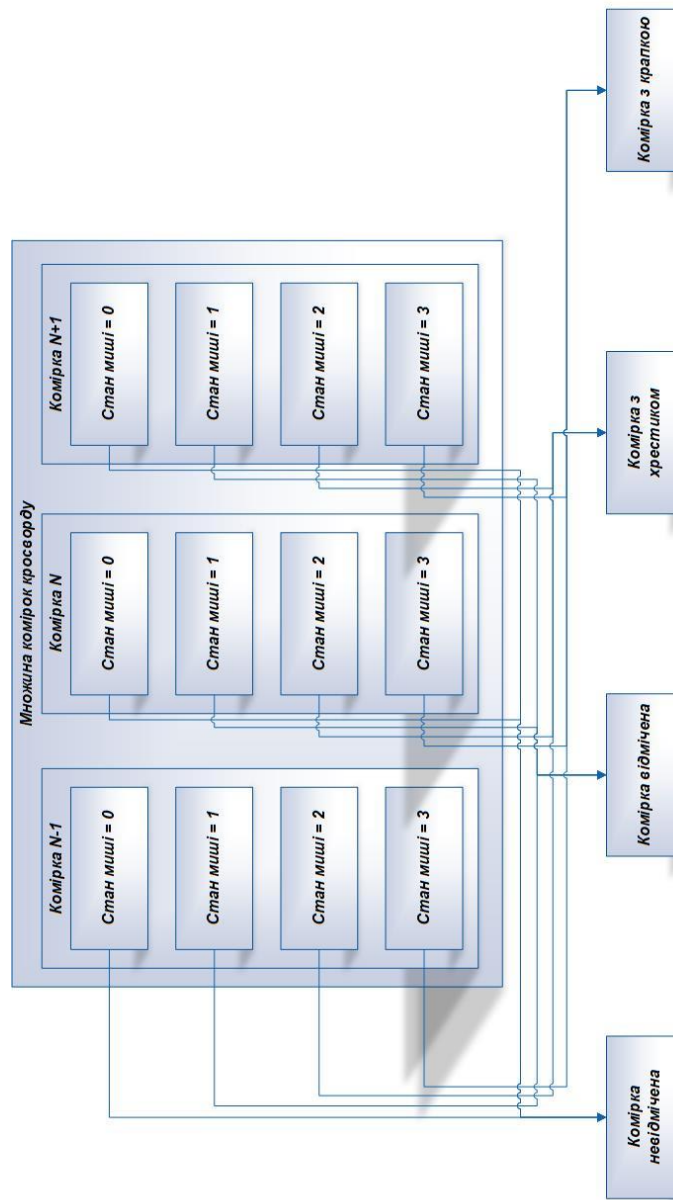 Множина комірок кросворду
Комірка N-1
Стан миші = 0
Стан миші = 1
Стан миші = 2
Стан миші = 3
Комірка N
Стан миші = 0
Стан миші = 1
Стан миші = 2
Стан миші = 3
Комірка N+1
Стан миші = 0
Стан миші = 1
Стан миші = 2
Стан миші = 3
Комірка
невідмічена
Комірка відмічена
Комірка з
хрестиком
Комірка з крапкою